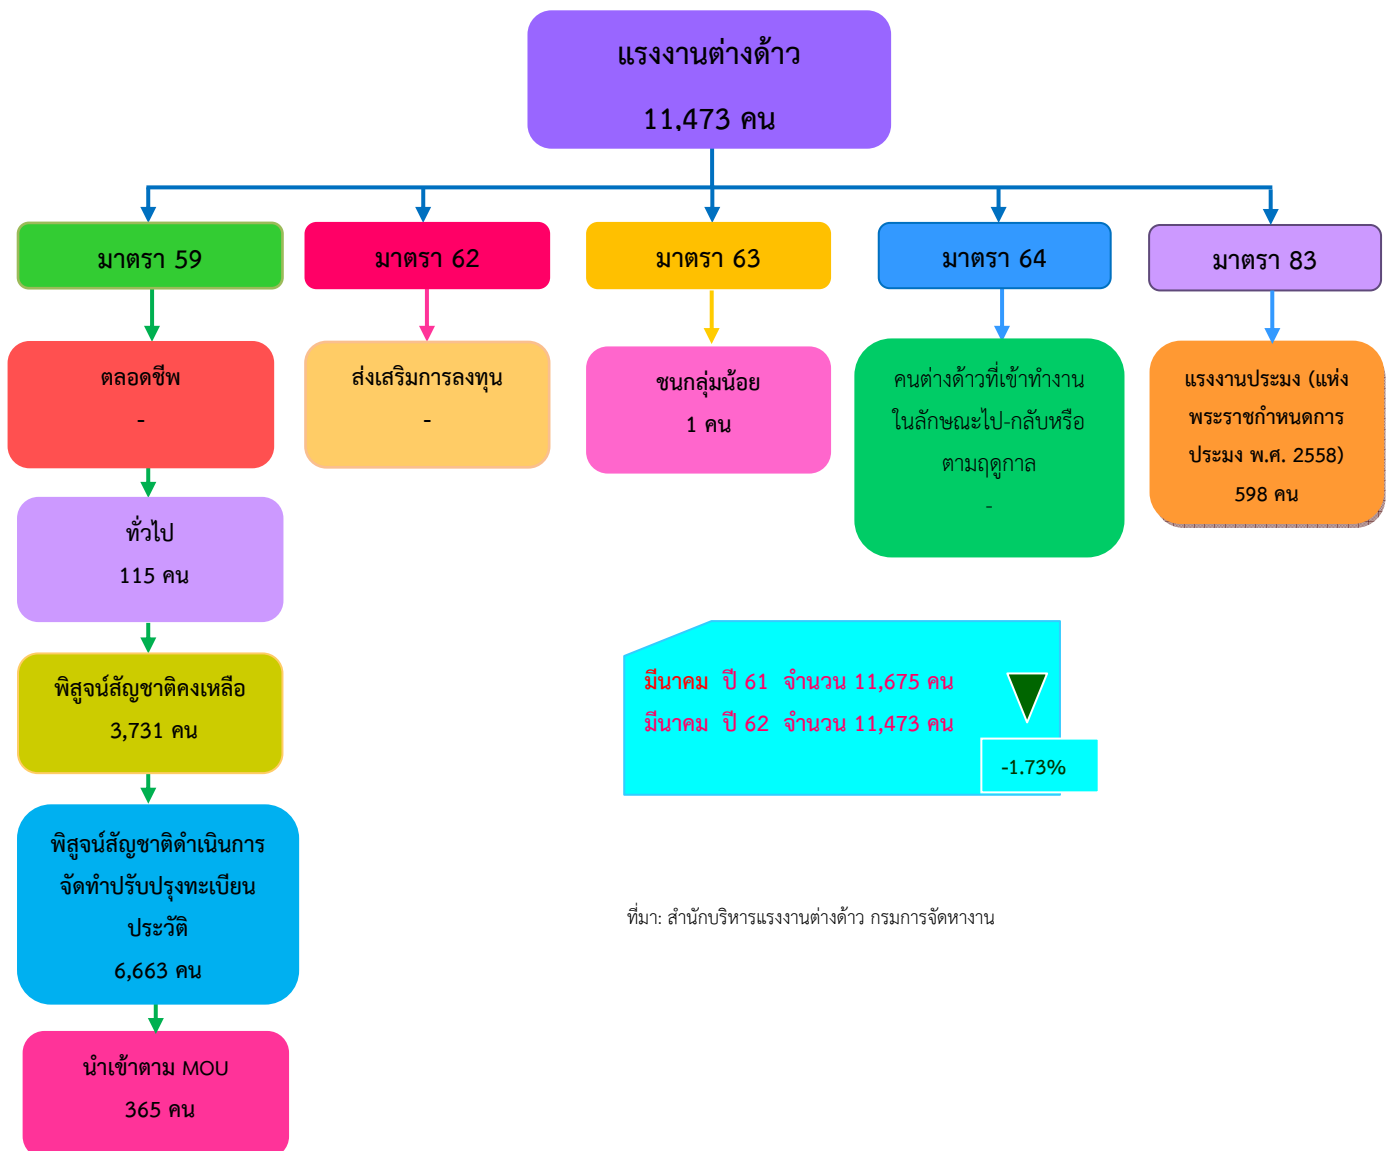 แรงงานต่างด้าว
11,473 คน
มาตรา 59
มาตรา 62
มาตรา 63
มาตรา 64
มาตรา 83
ตลอดชีพ
-
ส่งเสริมการลงทุน
-
ชนกลุ่มน้อย
1 คน
คนต่างด้าวที่เข้าทำงาน
ในลักษณะไป-กลับหรือ
ตามฤดูกาล
-
แรงงานประมง (แห่ง
พระราชกำหนดการ
ประมง พ.ศ. 2558)
598 คน
ทั่วไป
115 คน
พิสูจน์สัญชาติคงเหลือ
3,731 คน
พิสูจน์สัญชาติดำเนินการ
จัดทำปรับปรุงทะเบียน
ประวัติ
6,663 คน
นำเข้าตาม MOU
365 คน
มีนาคม ปี 61 จำนวน 11,675 คน
มีนาคม ปี 62 จำนวน 11,473 คน
-1.73%
ที่มา: สำนักบริหารแรงงานต่างด้าว กรมการจัดหางาน